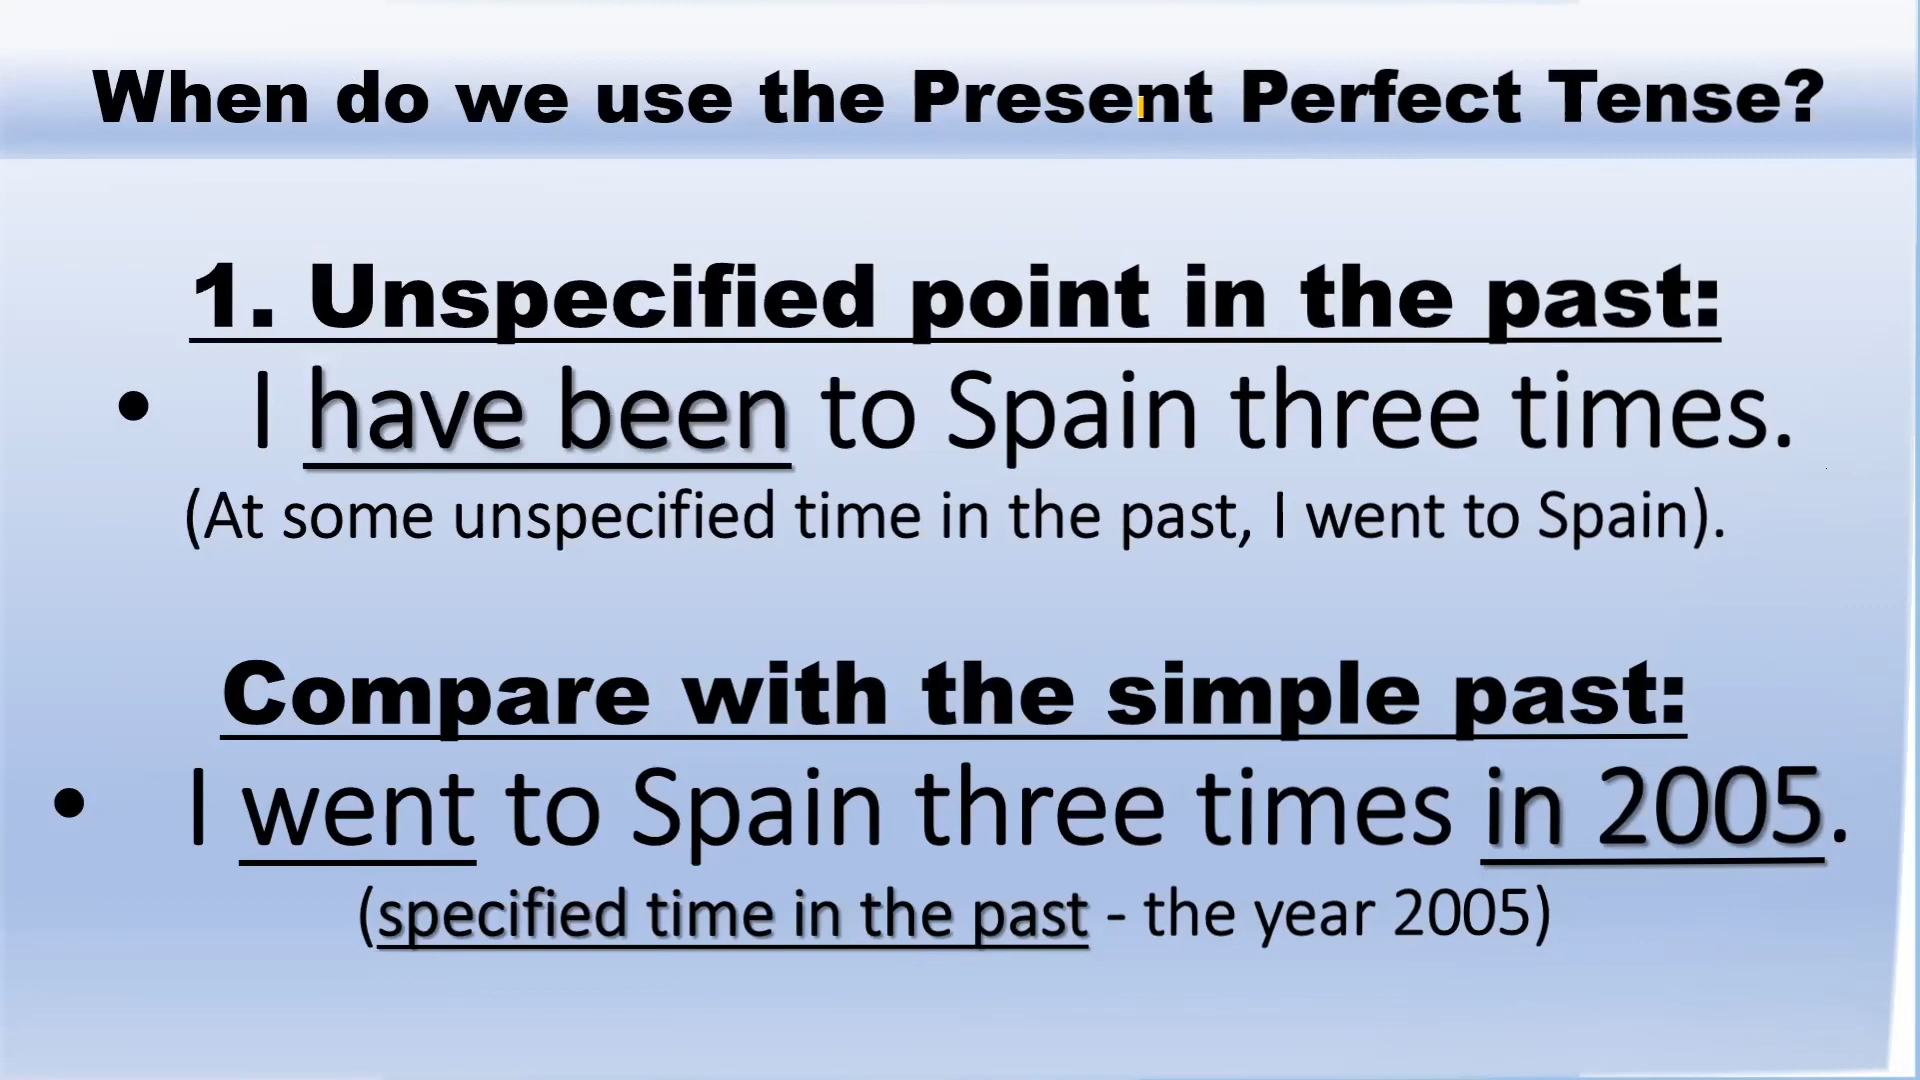 When do we use the Present Perfect Tense?
1. Unspecified point in the past:
• I have been to Spain three times.
(At some unspecified time in the past, I went to Spain).
Compare with the simple past:
• I went to Spain three times in 2005.
(specified time in the past - the year 2005)